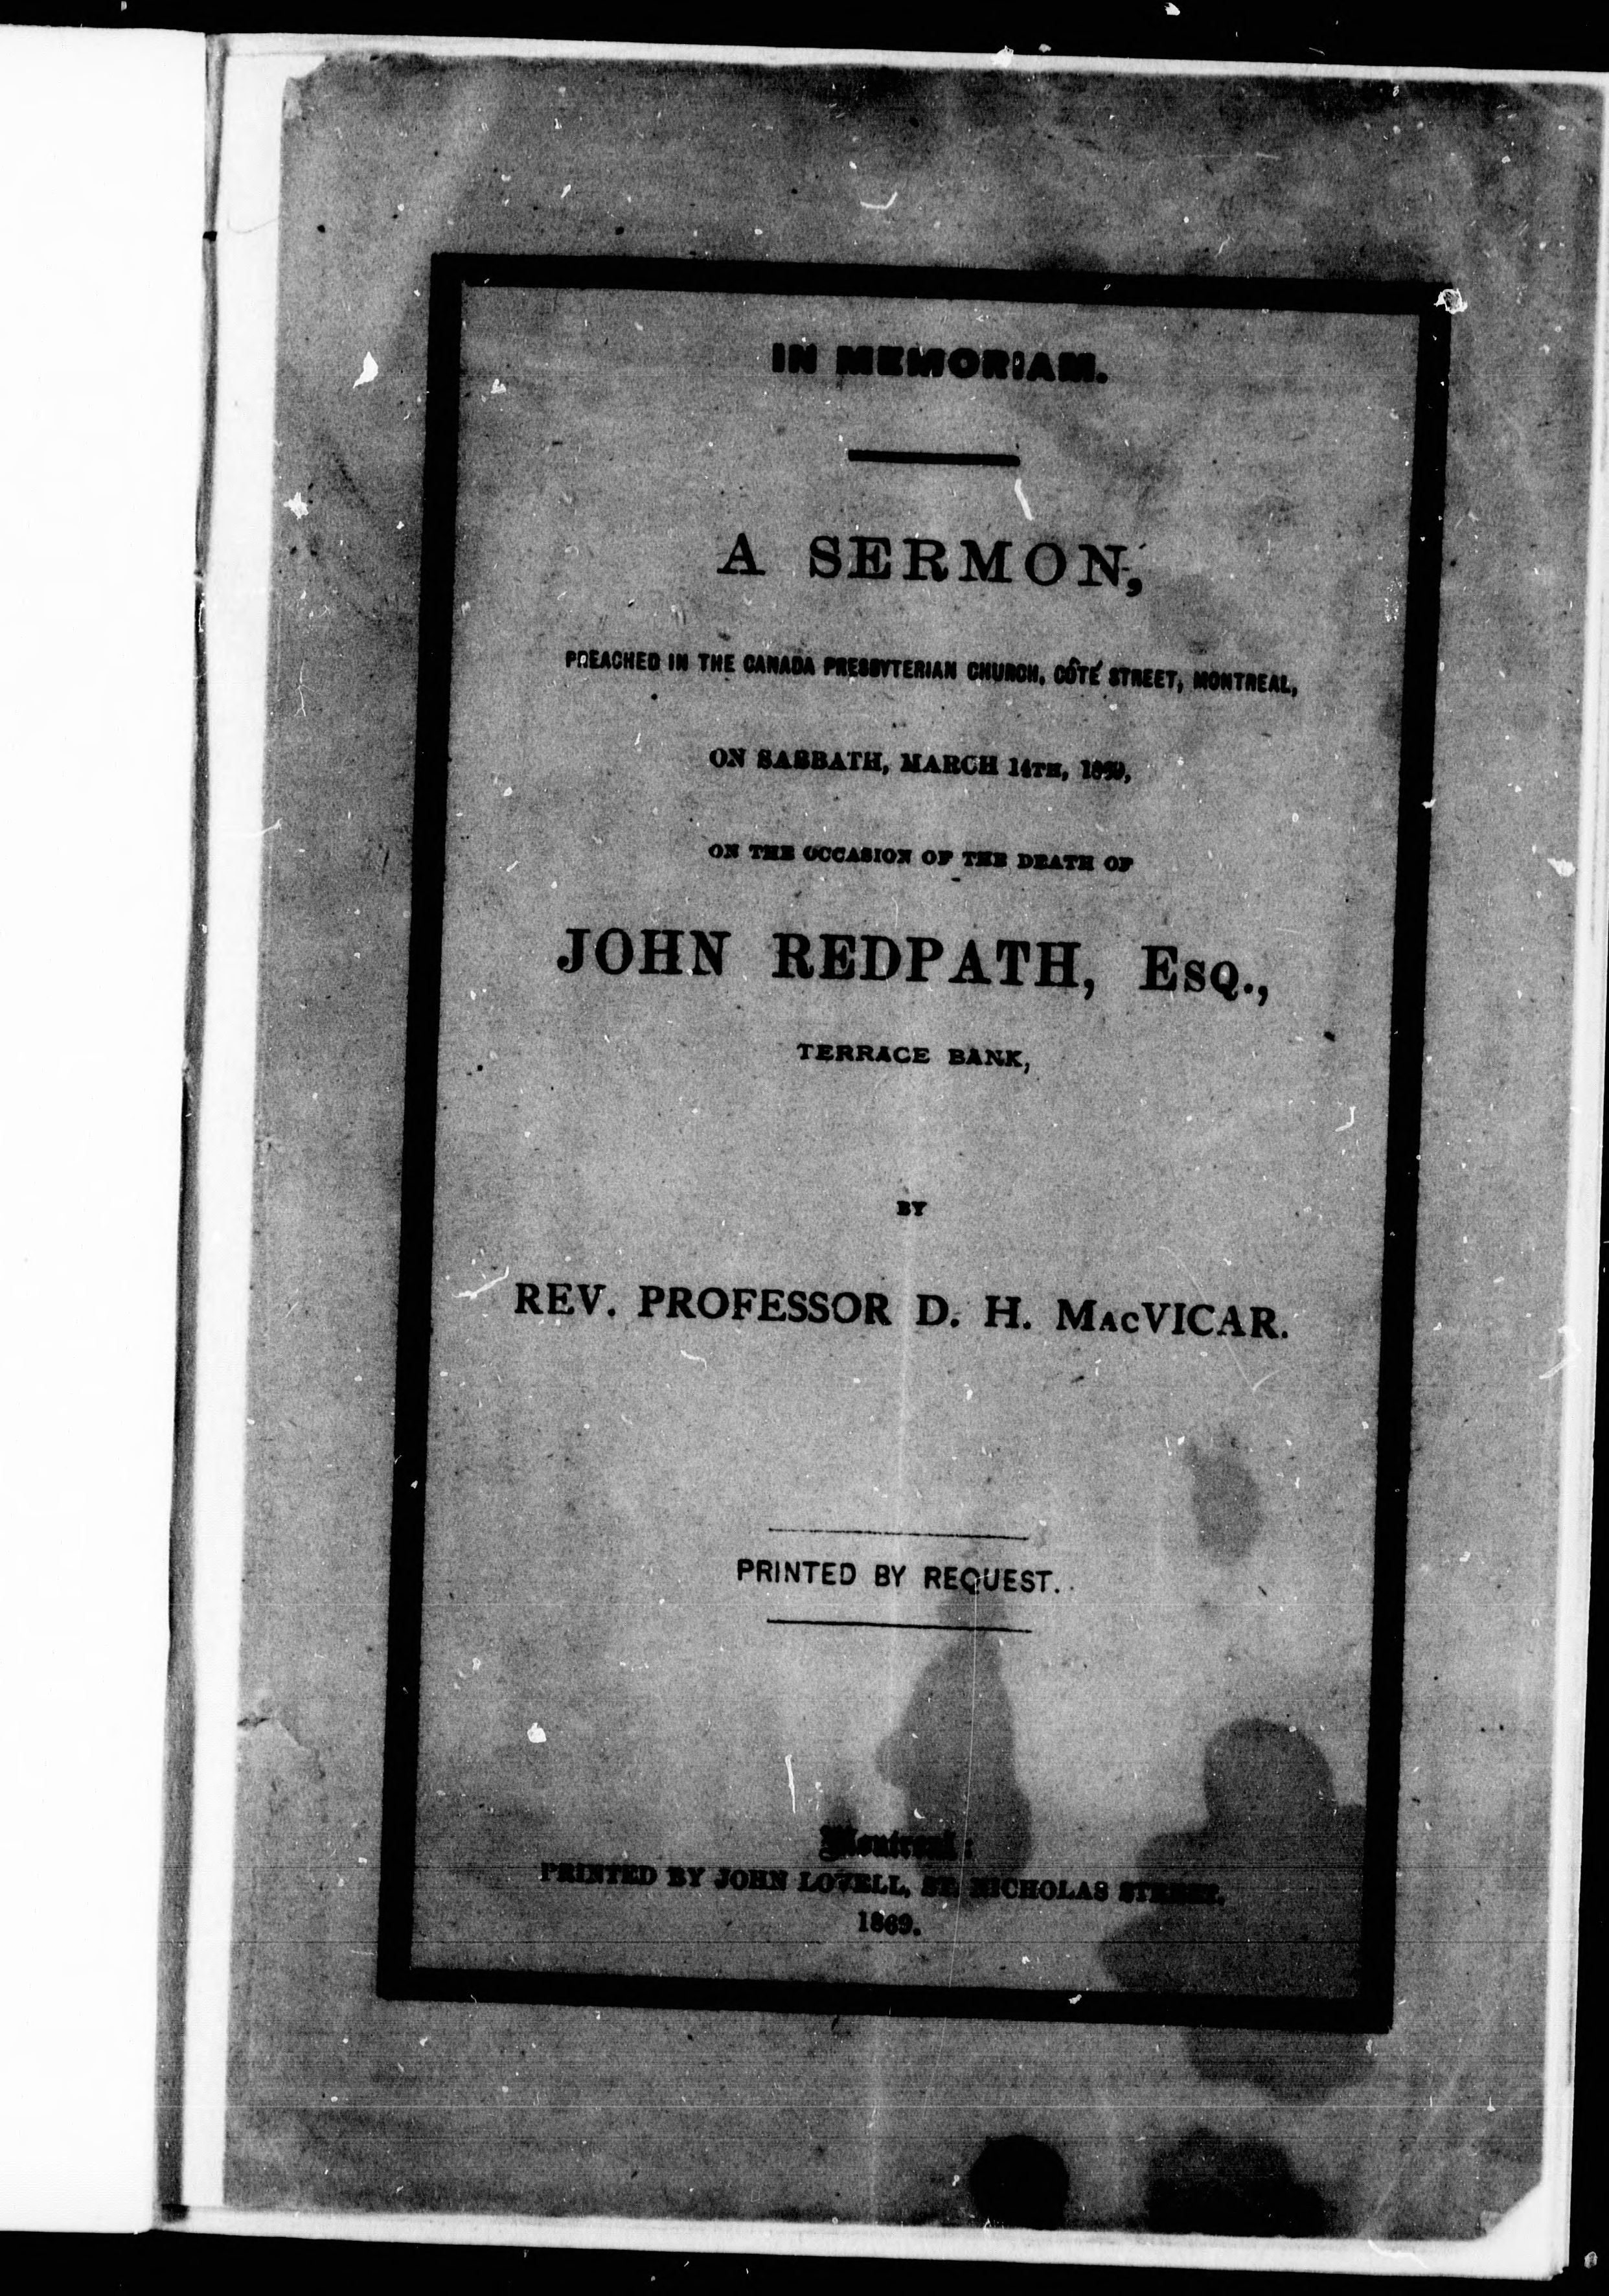 IN MEMORIAM.
A SERMON,
PREACHED IN THE CANADA PRESBYTERIAN CHURCH, CÔTÉ STREET, MONTREAL,
ON SABBATH, MARCH 14TH, 1869,
ON THE OCCASION OF THE DEATH OF
JOHN REDPATH, ESQ.,
TERRACE BANK,
BY
REV. PROFESSOR D. H. MACVICAR.
PRINTED BY REQUEST.
Montreal:
PRINTED BY JOHN LOVELL, ST. NICHOLAS STREET.
1869.